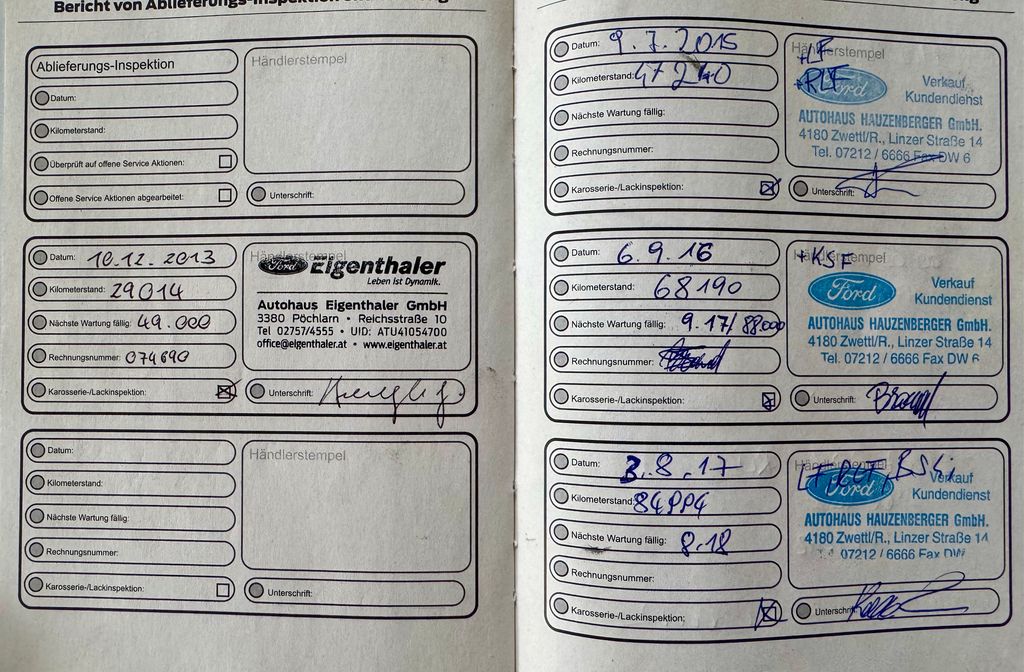 Bericht von Ablieferungs-Inspektion
Ablieferungs-Inspektion
Händlerstempel
Datum:
Kilometerstand:
Überprüft auf offene Service Aktionen:
Offene Service Aktionen abgearbeitet:
Unterschrift:
Datum: 10.12.2013
Händlerstempel
Kilometerstand: 29014
Nächste Wartung fällig: 49.000
Rechnungsnummer: 074690
Karosserie-/Lackinspektion:
Ford Eigenthaler
Leben ist Dynamik.
Autohaus Eigenthaler GmbH
3380 Pöchlarn • Reichsstraße 10
Tel 02757/4555 • UID: ATU41054700
office@eigenthaler.at • www.eigenthaler.at
Unterschrift:
Datum:
Händlerstempel
Kilometerstand:
Nächste Wartung fällig:
Rechnungsnummer:
Karosserie-/Lackinspektion:
Unterschrift:
Datum: 9.7.2015
Kilometerstand: 47240
Nächste Wartung fällig:
Rechnungsnummer:
Karosserie-/Lackinspektion:
Händlerstempel
+LF
+RLF
Ford
Verkauf
Kundendienst
AUTOHAUS HAUZENBERGER GmbH.
4180 Zwettl/R., Linzer Straße 14
Tel. 07212 / 6666 Fax DW 6
Unterschrift:
Datum: 6.9.16
Kilometerstand: 68190
Nächste Wartung fällig: 9.17/88.000
Rechnungsnummer:
Karosserie-/Lackinspektion:
Händlerstempel
+KSF
Ford
Verkauf
Kundendienst
AUTOHAUS HAUZENBERGER GmbH.
4180 Zwettl/R., Linzer Straße 14
Tel. 07212 / 6666 Fax DW 6
Unterschrift:
Datum: 3.8.17
Kilometerstand:
Nächste Wartung fällig: 8.18
Rechnungsnummer:
Karosserie-/Lackinspektion:
Händlerstempel
Ford
Verkauf
Kundendienst
AUTOHAUS HAUZENBERGER GmbH.
4180 Zwettl/R., Linzer Straße 14
07212 / 6666 Fax DW
Unterschrift